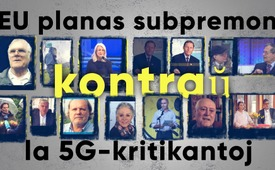 EU planas subpremon
kontraŭ
la 5G-kritikantoj